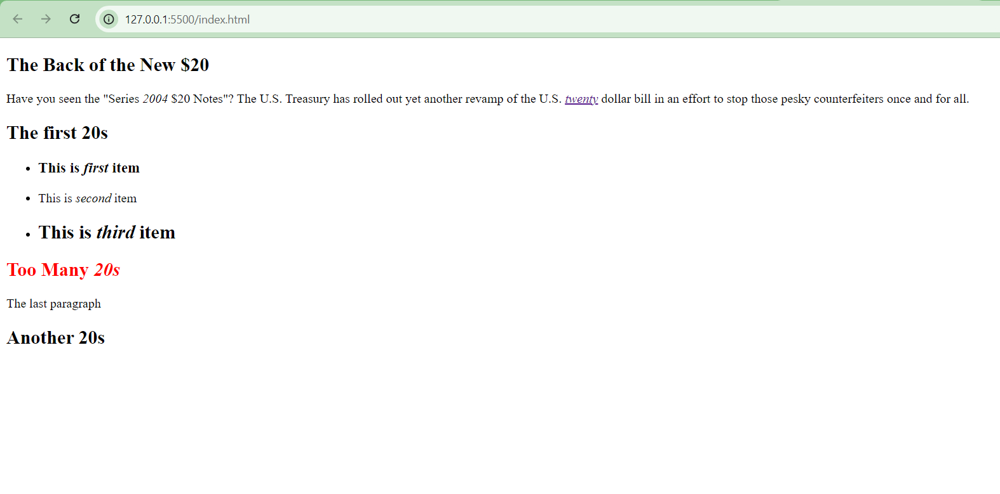 127.0.0.1:5500/index.html
The Back of the New $20
Have you seen the "Series 2004 $20 Notes"? The U.S. Treasury has rolled out yet another revamp of the U.S. twenty dollar bill in an effort to stop those pesky counterfeiters once and for all.
The first 20s
• This is first item
• This is second item
• This is third item
Too Many 20s
The last paragraph
Another 20s